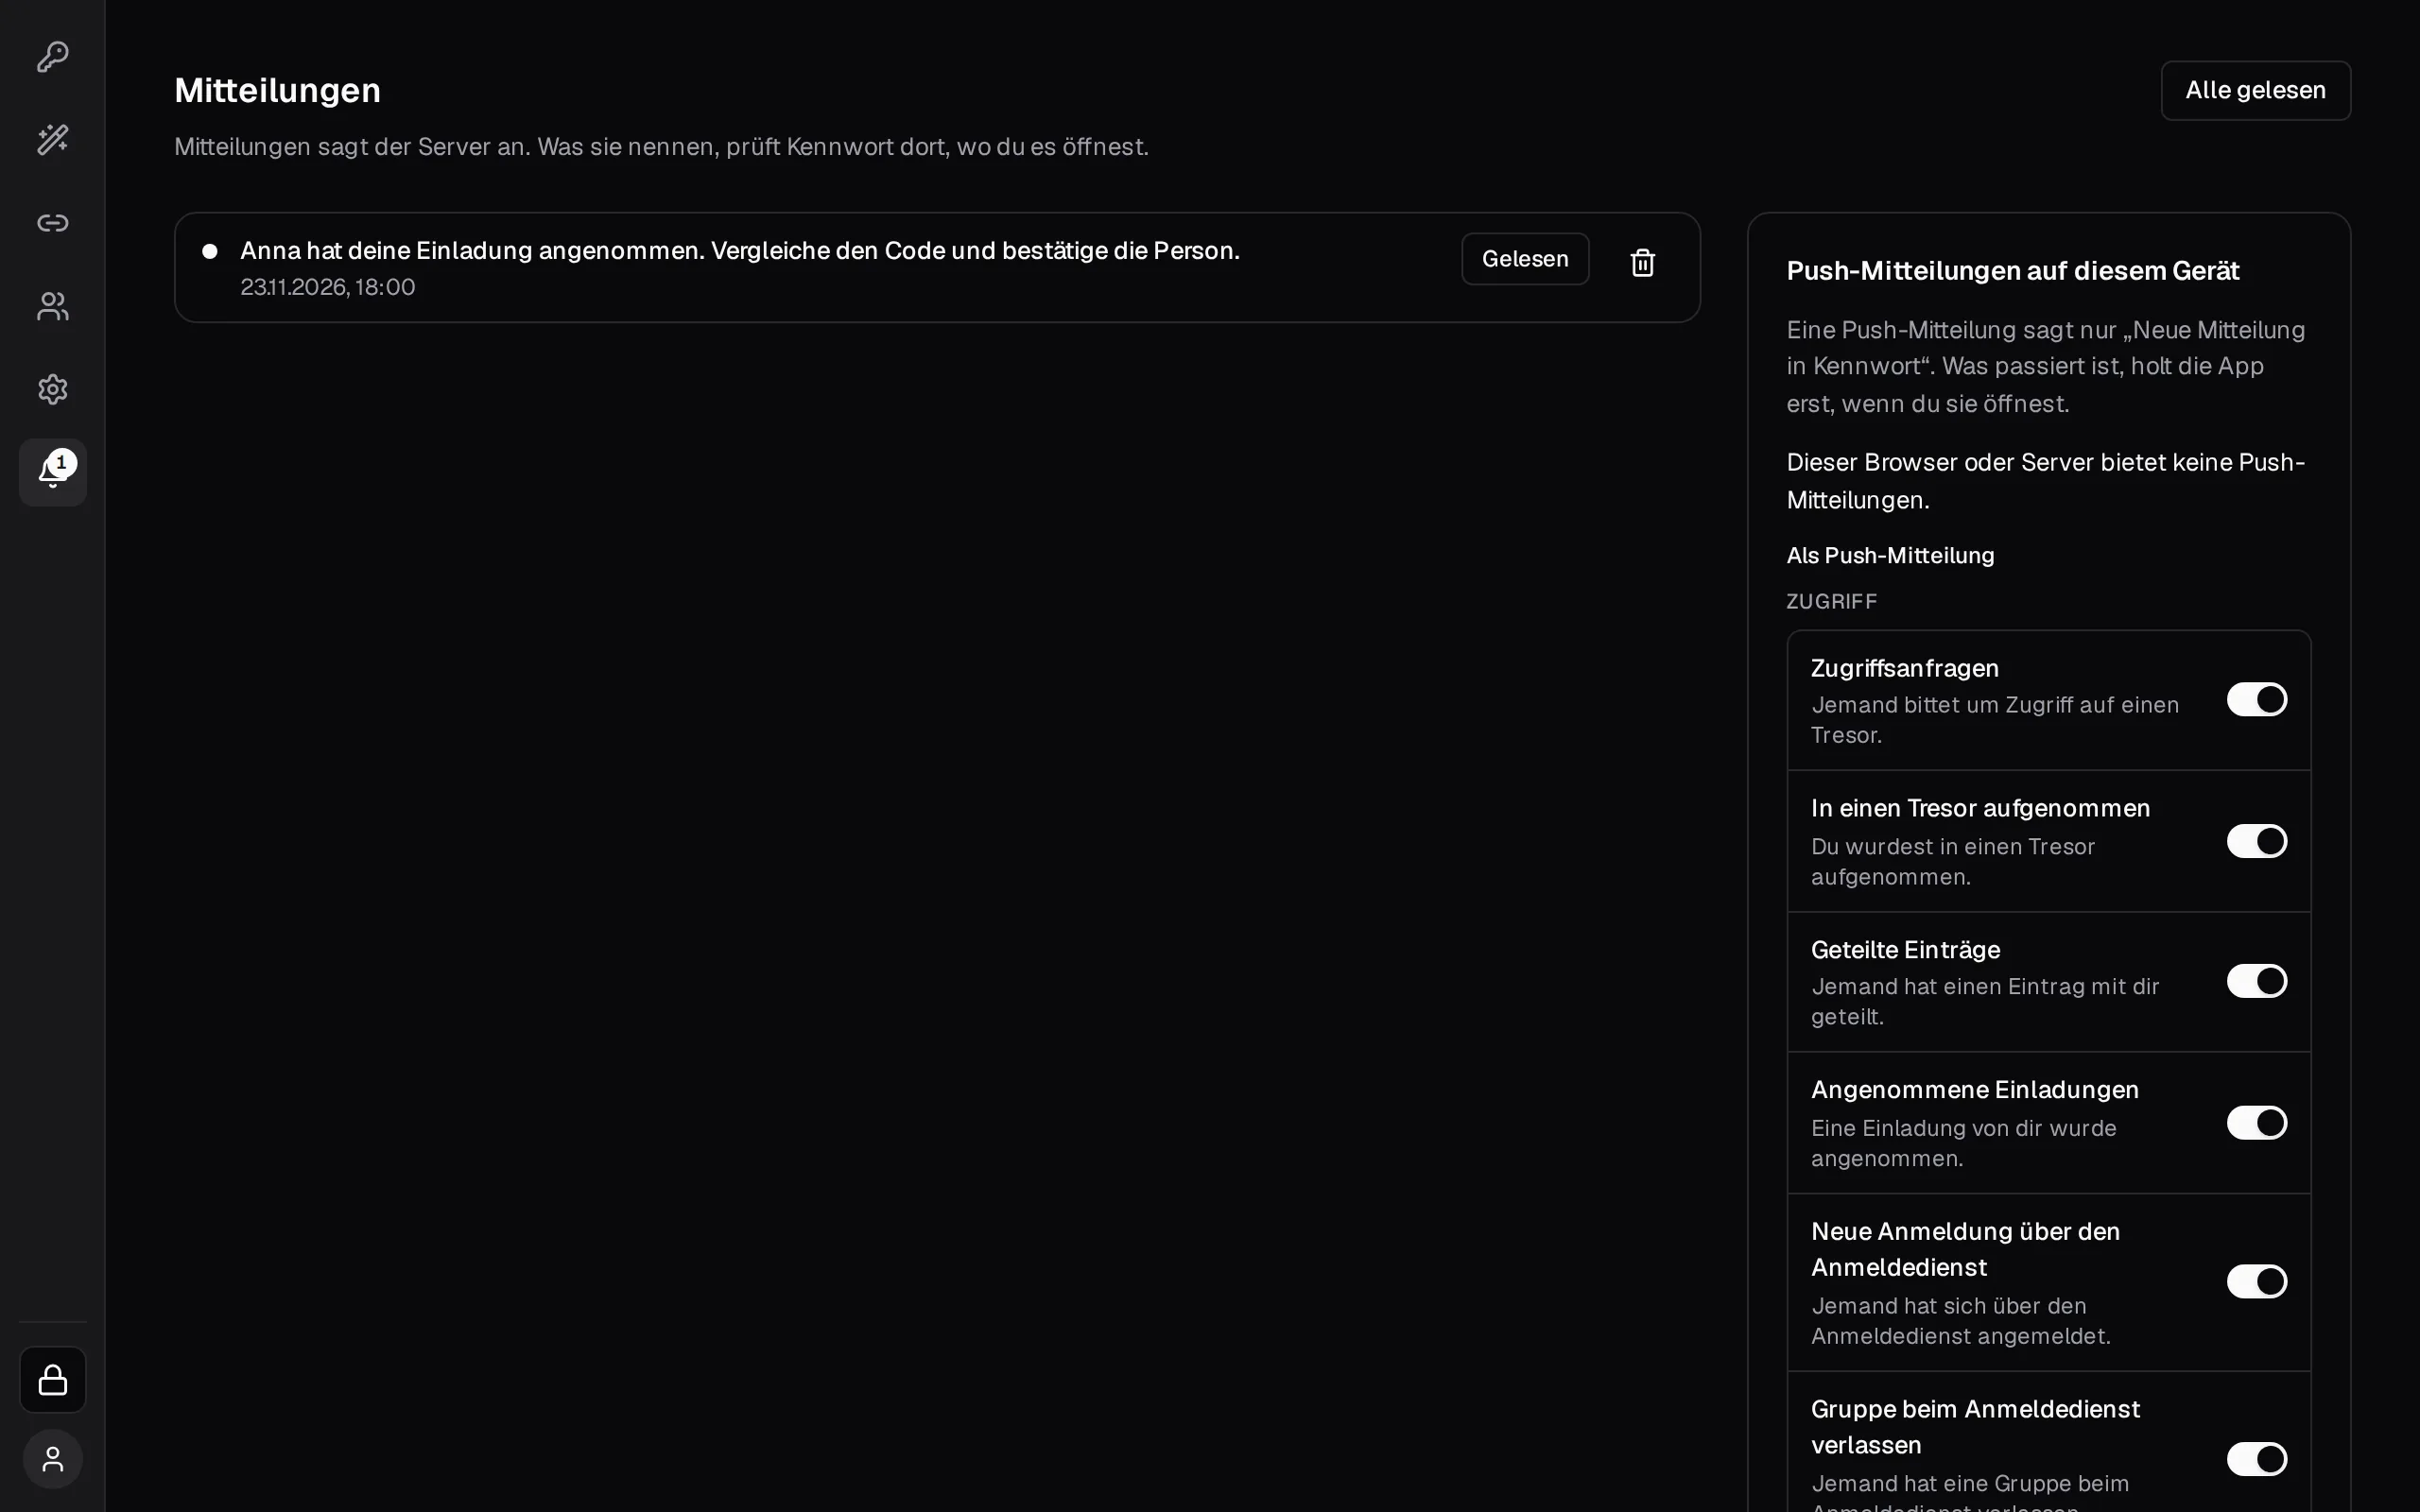 Mitteilungen
Alle gelesen
Mitteilungen sagt der Server an. Was sie nennen, prüft Kennwort dort, wo du es öffnest.
Anna hat deine Einladung angenommen. Vergleiche den Code und bestätige die Person.
23.11.2026, 18:00
Gelesen
1
Push-Mitteilungen auf diesem Gerät
Eine Push-Mitteilung sagt nur „Neue Mitteilung
in Kennwort“. Was passiert ist, holt die App
erst, wenn du sie öffnest.
Dieser Browser oder Server bietet keine Push-
Mitteilungen.
Als Push-Mitteilung
ZUGRIFF
Zugriffsanfragen
Jemand bittet um Zugriff auf einen
Tresor.
In einen Tresor aufgenommen
Du wurdest in einen Tresor
aufgenommen.
Geteilte Einträge
Jemand hat einen Eintrag mit dir
geteilt.
Angenommene Einladungen
Eine Einladung von dir wurde
angenommen.
Neue Anmeldung über den
Anmeldedienst
Jemand hat sich über den
Anmeldedienst angemeldet.
Gruppe beim Anmeldedienst
verlassen
Jemand hat eine Gruppe beim
Anmeldedienst verlassen.